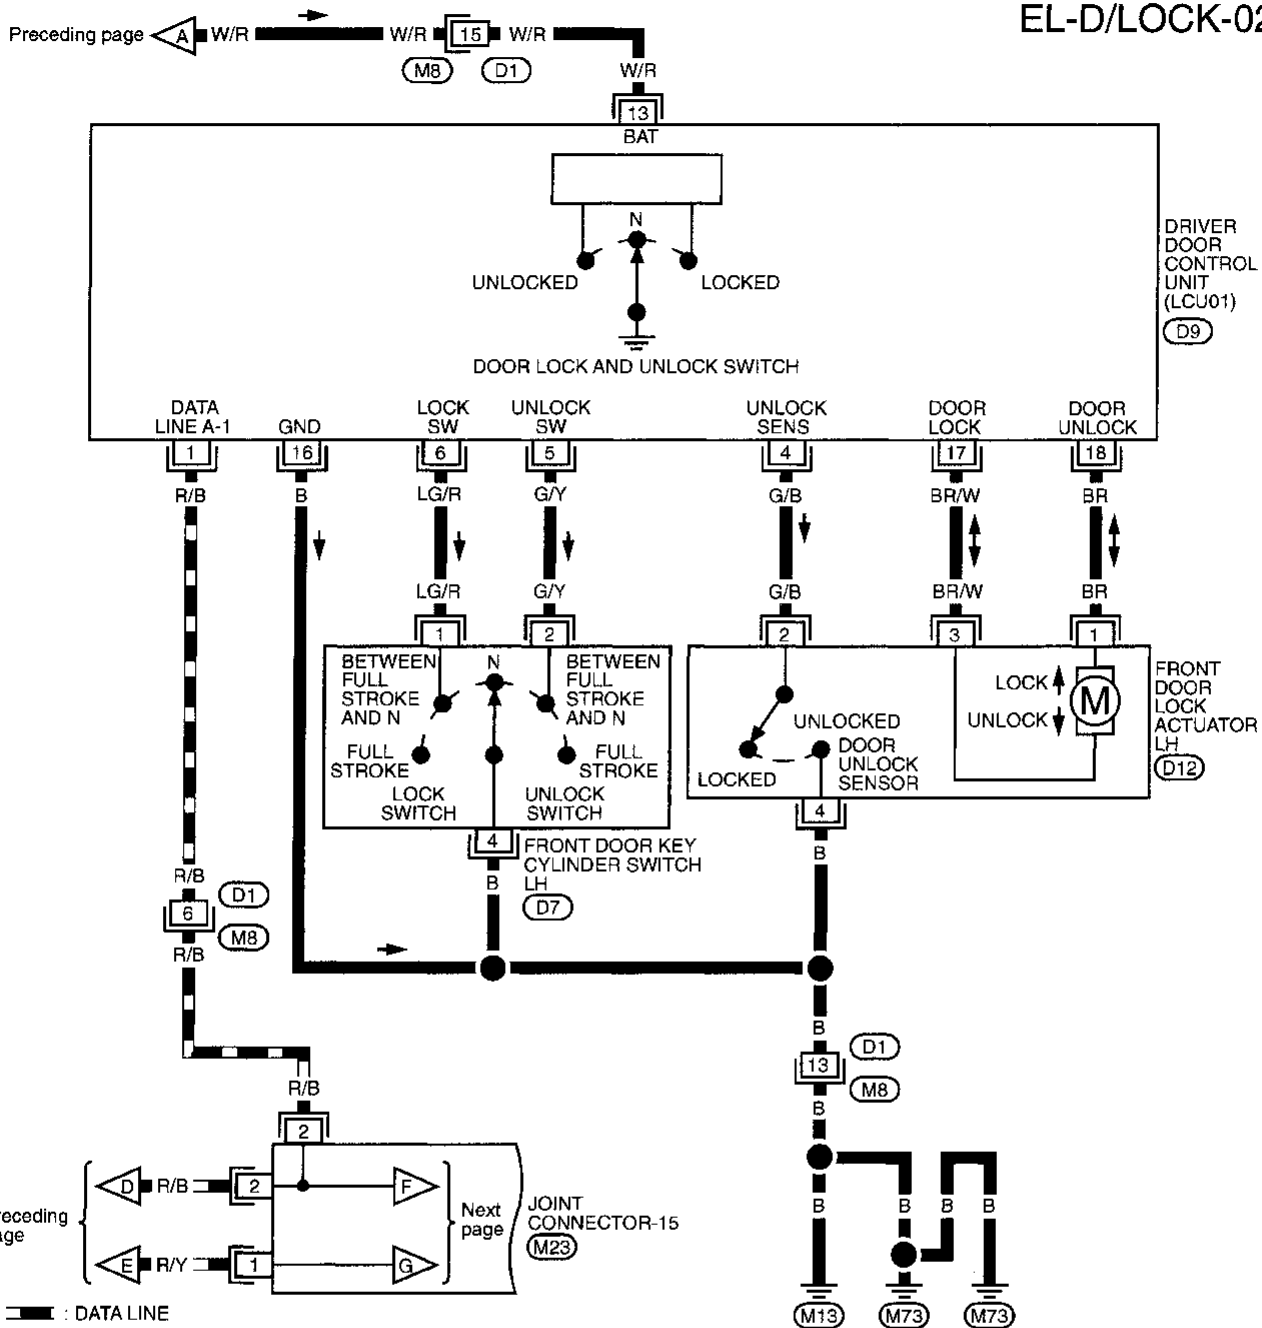 EL-D/LOCK-02
Preceding page A W/R W/R 15 W/R
M8 D1
W/R
13
BAT
N
UNLOCKED LOCKED
DOOR LOCK AND UNLOCK SWITCH
DRIVER
DOOR
CONTROL
UNIT
(LCU01)
D9
DATA
LINE A-1
GND
LOCK
SW
UNLOCK
SW
UNLOCK
SENS
DOOR
LOCK
DOOR
UNLOCK
1 16 6 5 4 17 18
R/B B LG/R G/Y G/B BR/W BR
LG/R G/Y G/B BR/W BR
1 2 2 3 1
BETWEEN
FULL
STROKE
AND N
N
BETWEEN
FULL
STROKE
AND N
FULL
STROKE
FULL
STROKE
LOCK
SWITCH
UNLOCK
SWITCH
4
FRONT DOOR KEY
CYLINDER SWITCH
LH
D7
B
UNLOCKED
LOCKED
DOOR
UNLOCK
SENSOR
LOCK
UNLOCK
M
FRONT
DOOR
LOCK
ACTUATOR
LH
D12
4
B
R/B
6
D1
M8
R/B
B
13
D1
M8
B
R/B
2
D R/B 2 F
E R/Y 1 G
Next
page
JOINT
CONNECTOR-15
M23
B B B B
M13 M73 M73
: DATA LINE